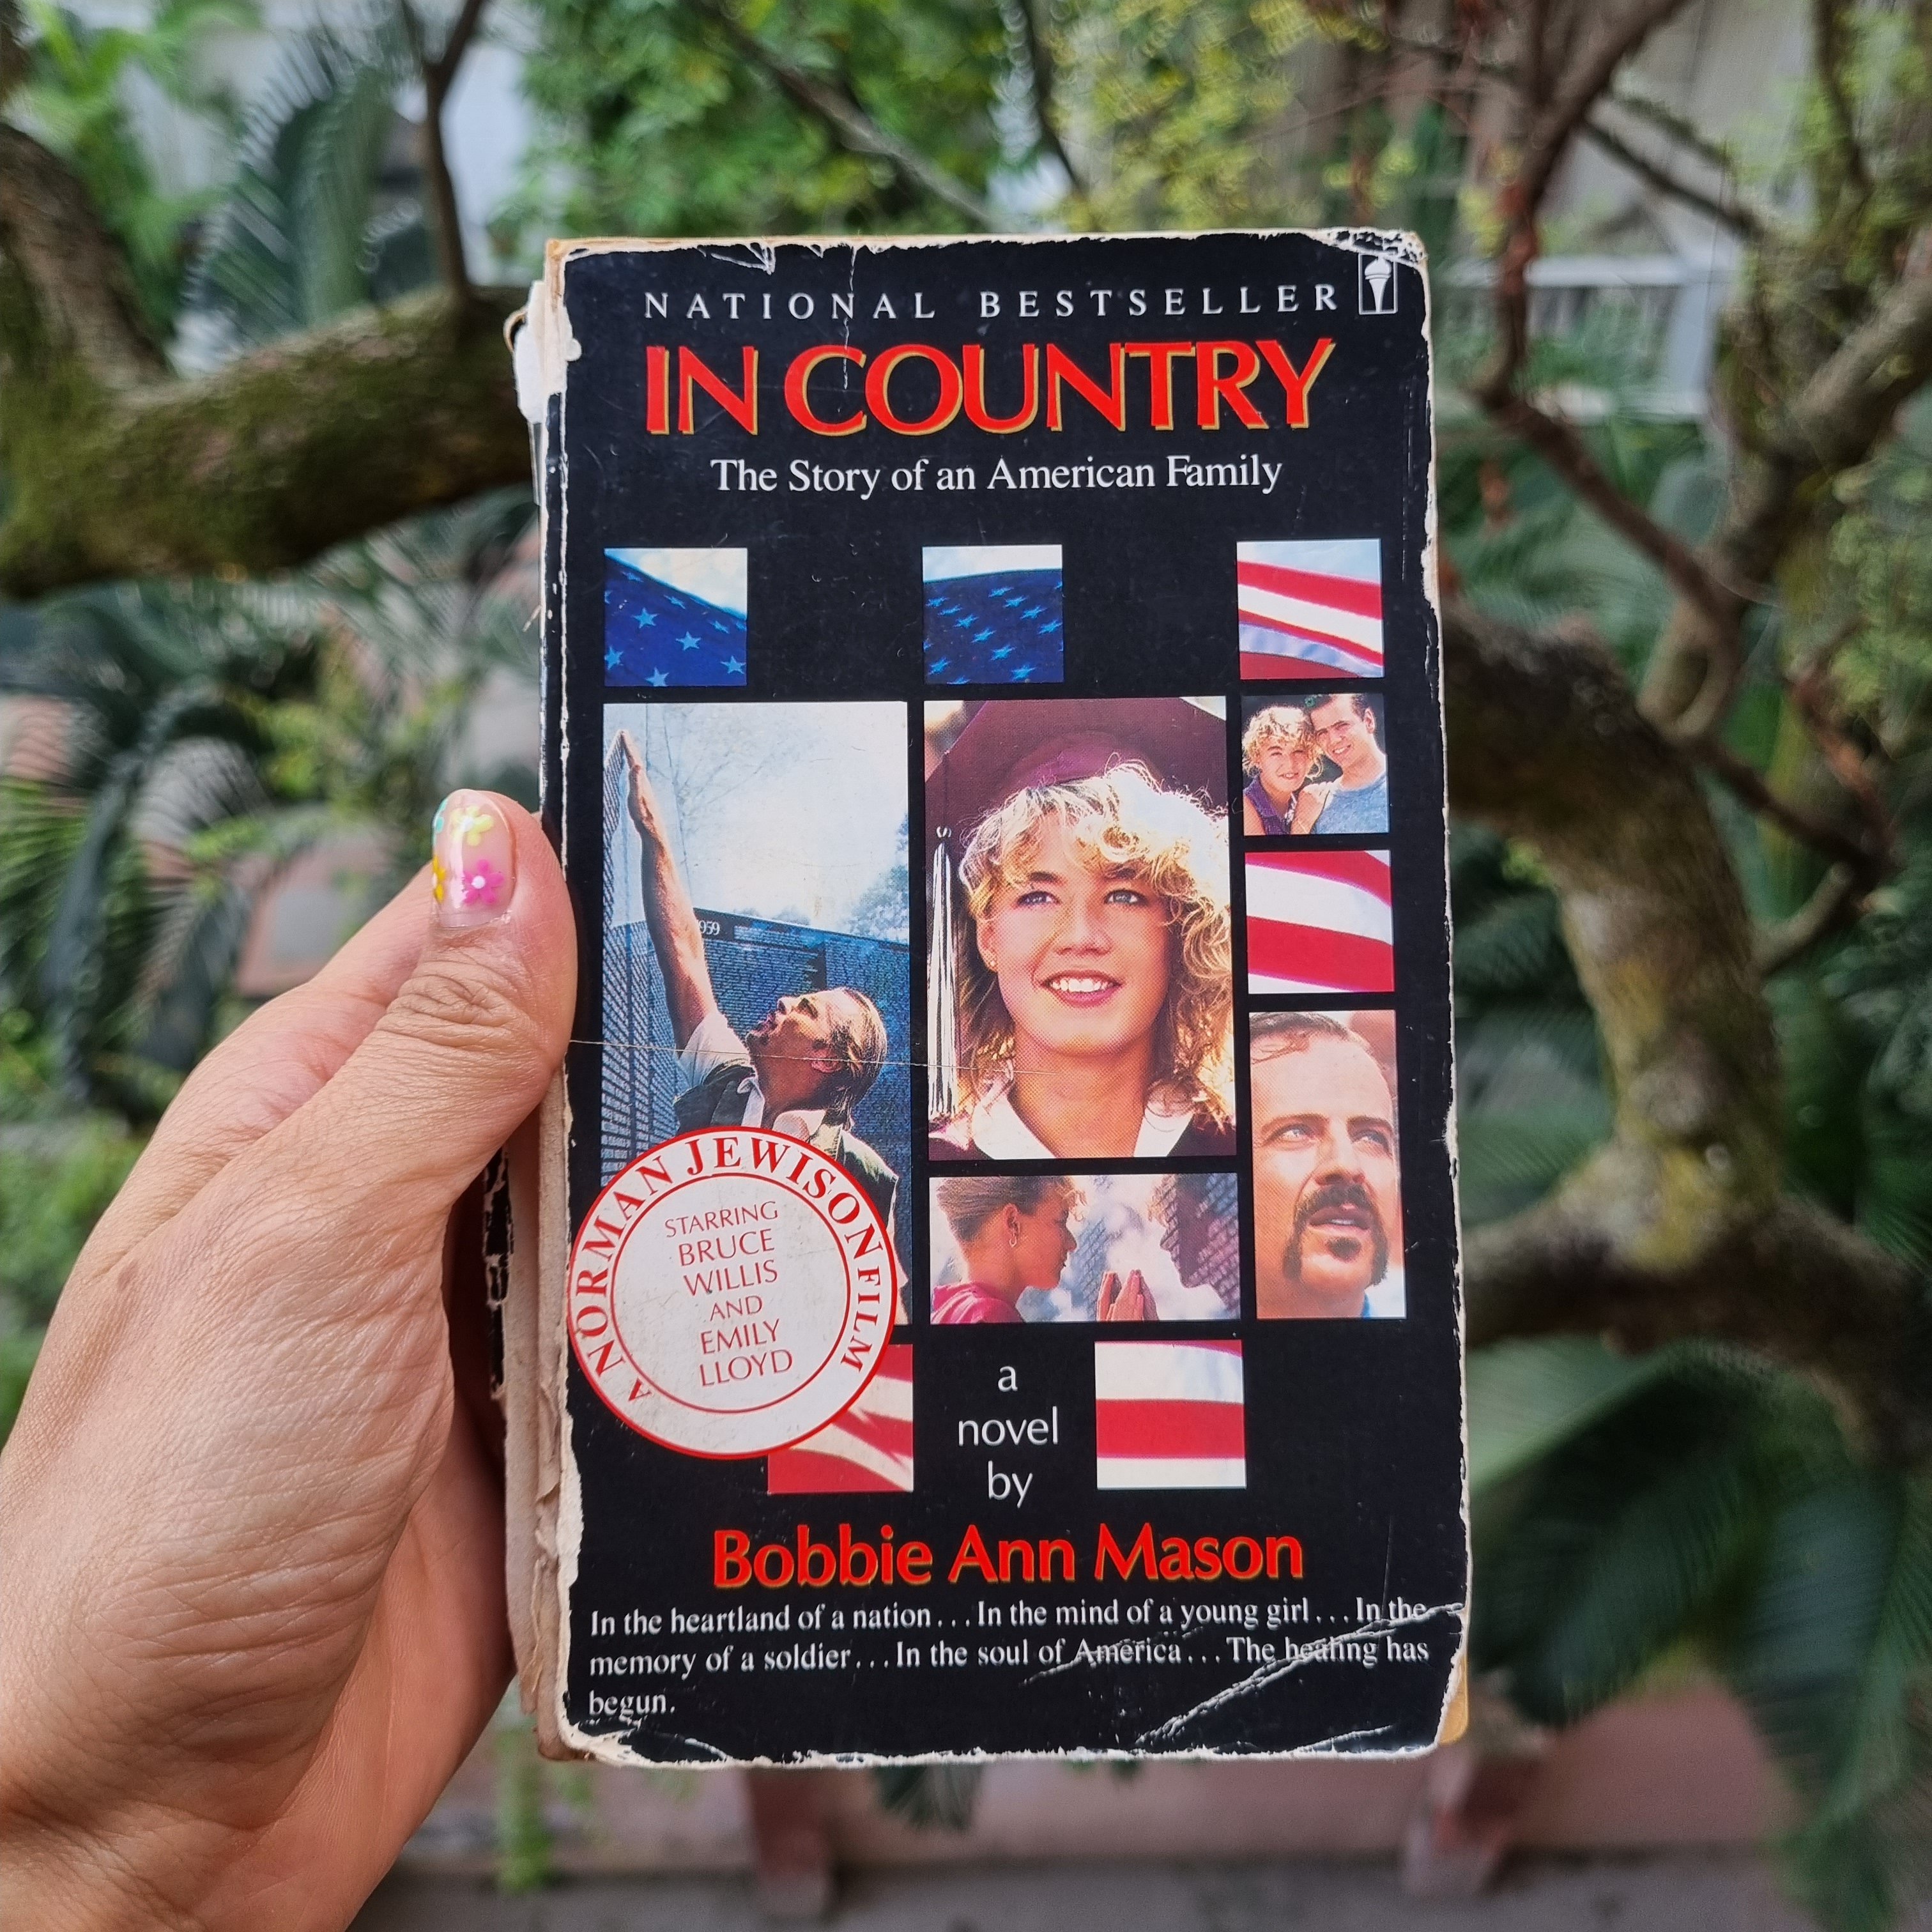 NATIONAL BESTSELLER
IN COUNTRY
The Story of an American Family
959
A NORMAN JEWISON FILM
STARRING
BRUCE
WILLIS
AND
EMILY
LLOYD
a
novel
by
Bobbie Ann Mason
In the heartland of a nation...In the mind of a young girl...In the
memory of a soldier...In the soul of America...The healing has
begun.